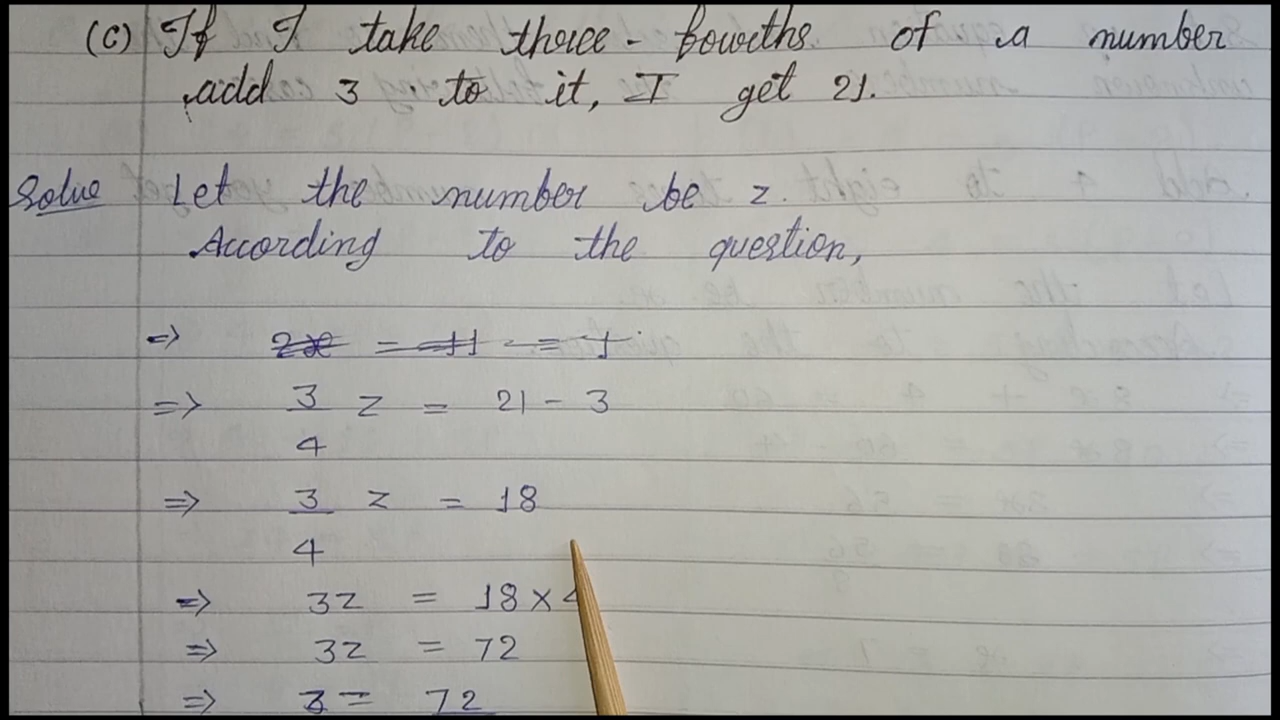 (c) If I take three-fourths of a number
add 3 to it, I get 21.
Solve Let the number be z.
According to the question,
=>
=> 3/4 z = 21 - 3
=> 3/4 z = 18
=> 3z = 18 × 4
=> 3z = 72
=> z = 72